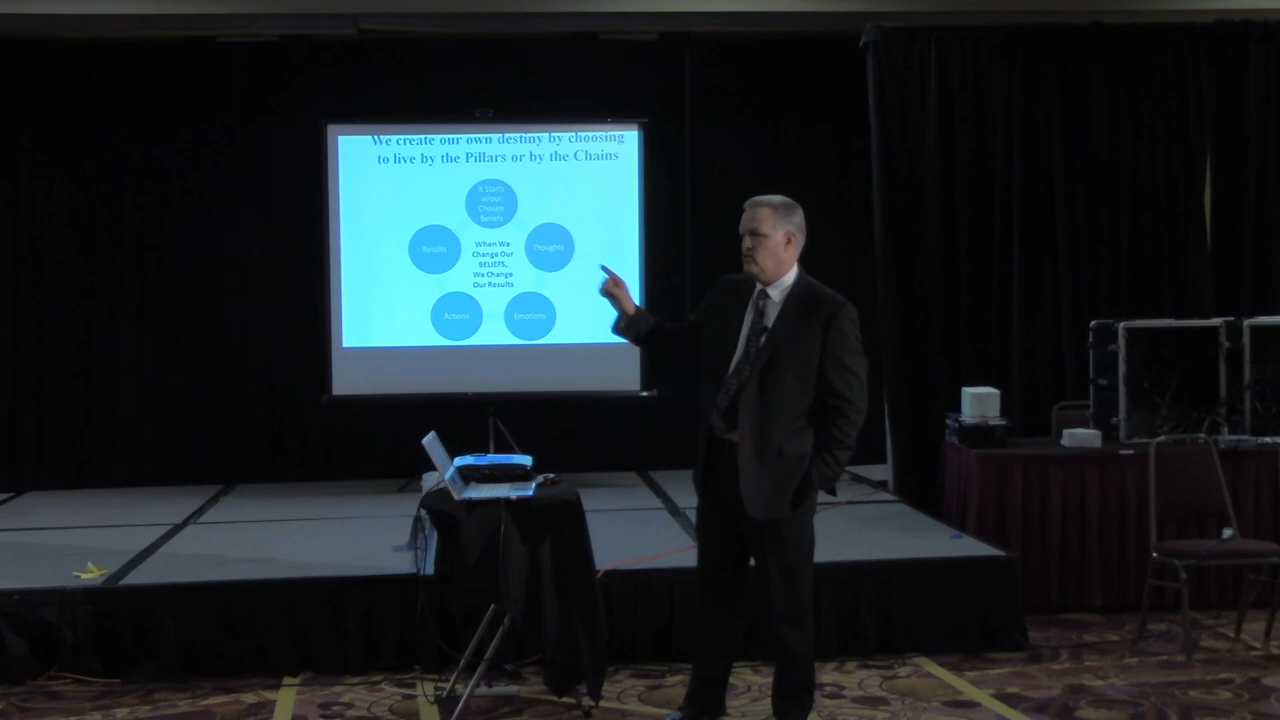 We create our own destiny by choosing
to live by the Pillars or by the Chains
It Starts
w/our
Chosen
Beliefs
Results
When We
Change Our
BELIEFS,
We Change
Our Results
Thoughts
Actions
Emotions